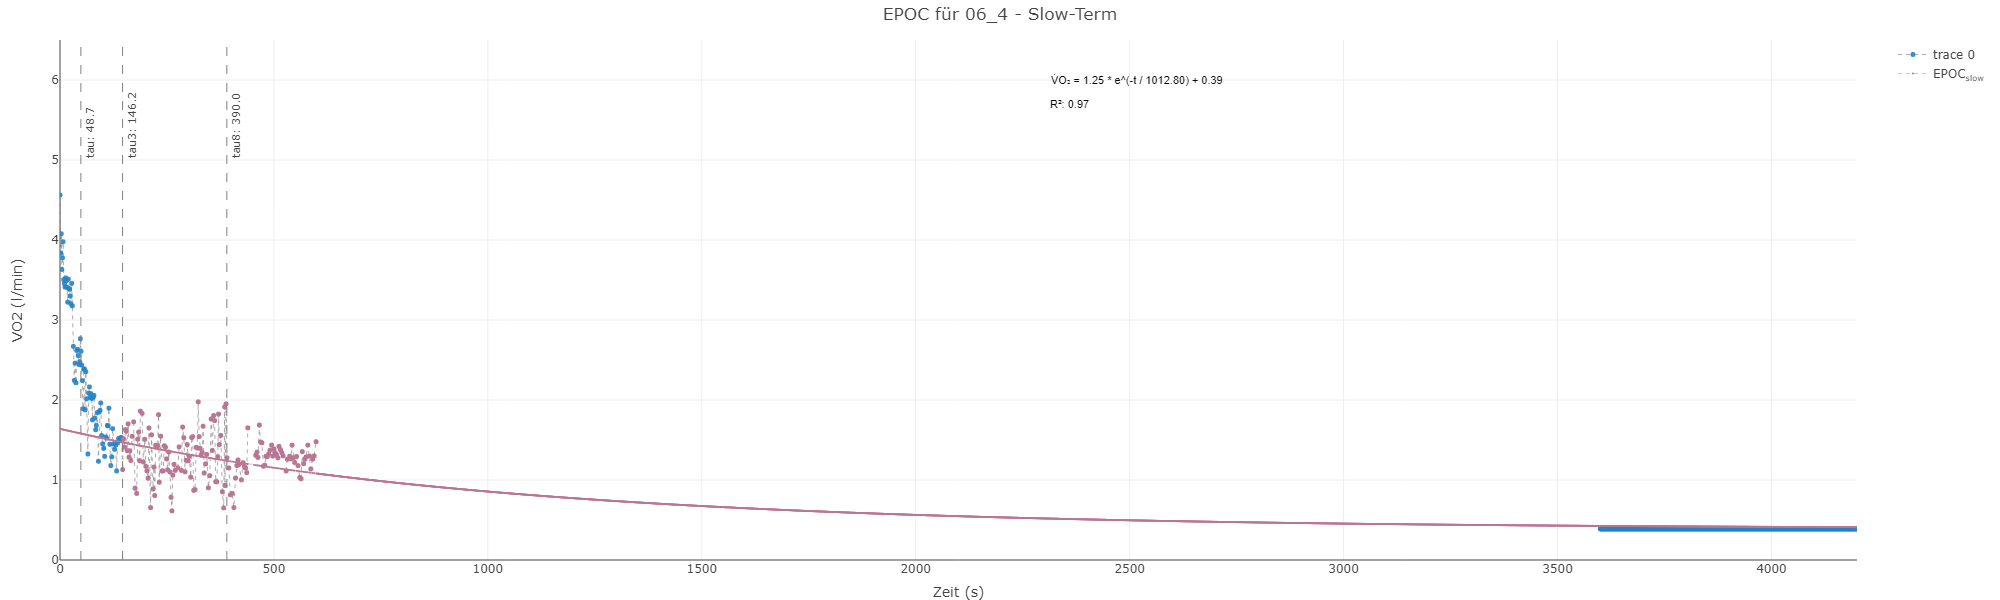 EPOC für 06_4 - Slow-Term
trace 0
EPOCslow
V̇O₂ = 1.25 * e^(-t / 1012.80) + 0.39
R²: 0.97
tau: 48.7
tau3: 146.2
tau8: 390.0
VO2 (l/min)
6
5
4
3
2
1
0
0 500 1000 1500 2000 2500 3000 3500 4000
Zeit (s)